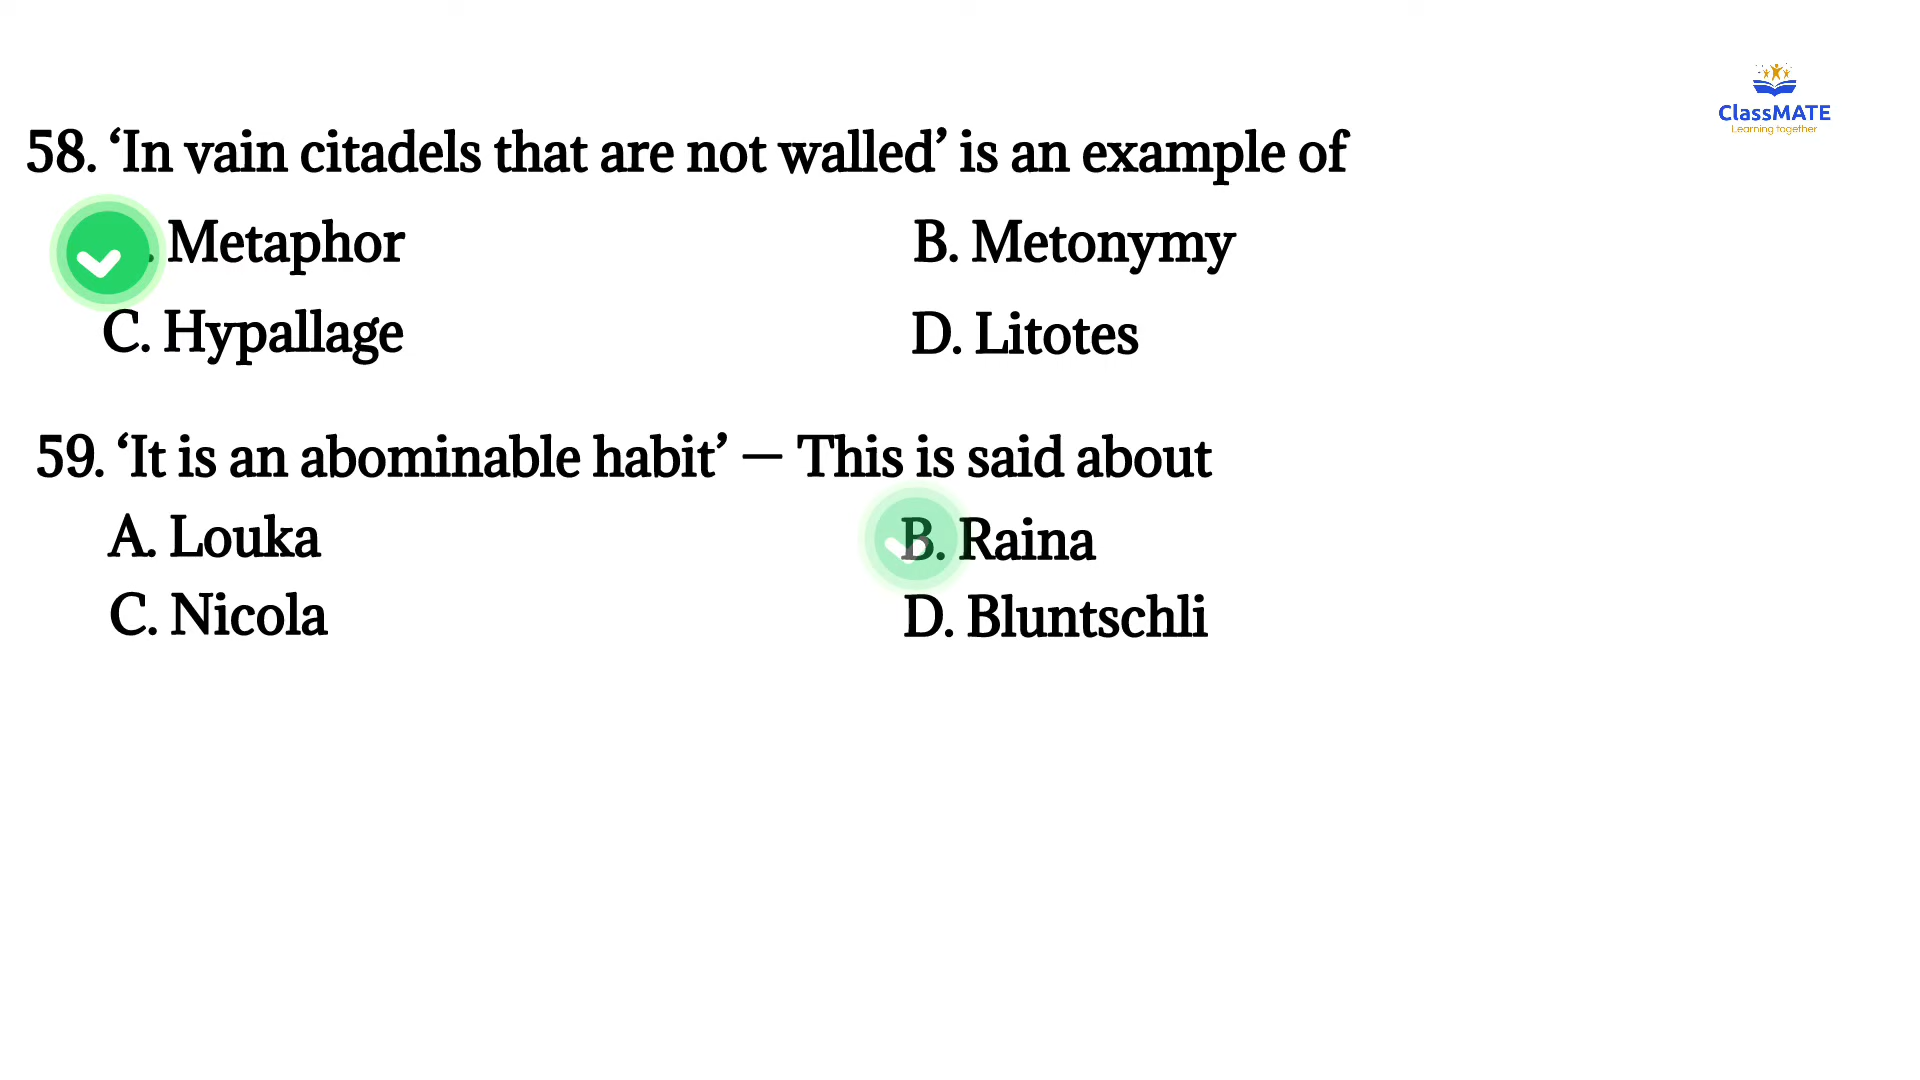 ClassMATE
Learning together
58. ‘In vain citadels that are not walled’ is an example of
. Metaphor
B. Metonymy
C. Hypallage
D. Litotes
59. ‘It is an abominable habit’ — This is said about
A. Louka
B. Raina
C. Nicola
D. Bluntschli